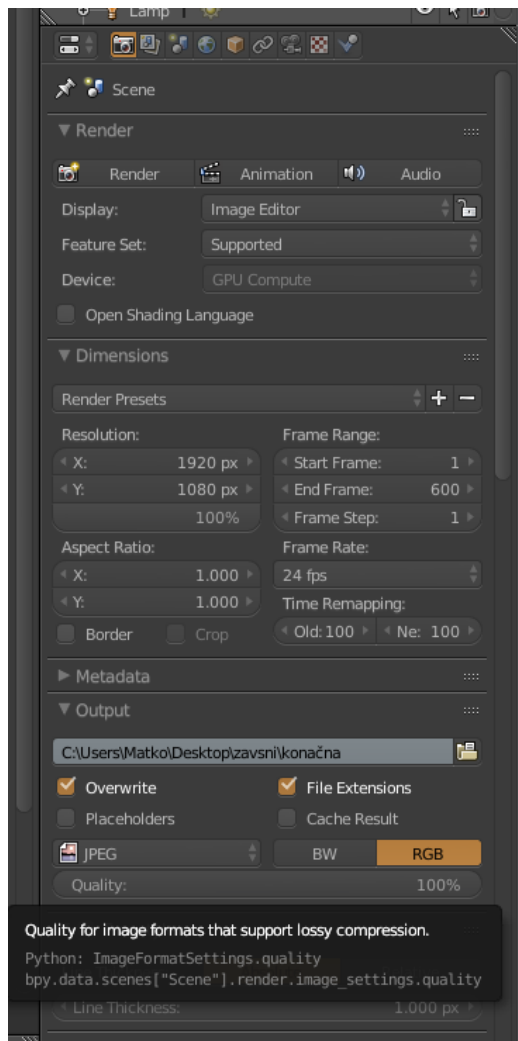 Lamp
Scene
Render
Render Animation Audio
Display: Image Editor
Feature Set: Supported
Device: GPU Compute
Open Shading Language
Dimensions
Render Presets
Resolution: Frame Range:
X: 1920 px Start Frame: 1
Y: 1080 px End Frame: 600
100% Frame Step: 1
Aspect Ratio: Frame Rate:
X: 1.000 24 fps
Y: 1.000 Time Remapping:
Border Crop Old: 100 Ne: 100
Metadata
Output
C:\Users\Matko\Desktop\zavsni\konačna
Overwrite File Extensions
Placeholders Cache Result
JPEG BW RGB
Quality: 100%
Quality for image formats that support lossy compression.
Python: ImageFormatSettings.quality
bpy.data.scenes["Scene"].render.image_settings.quality
Line Thickness: 1.000 px